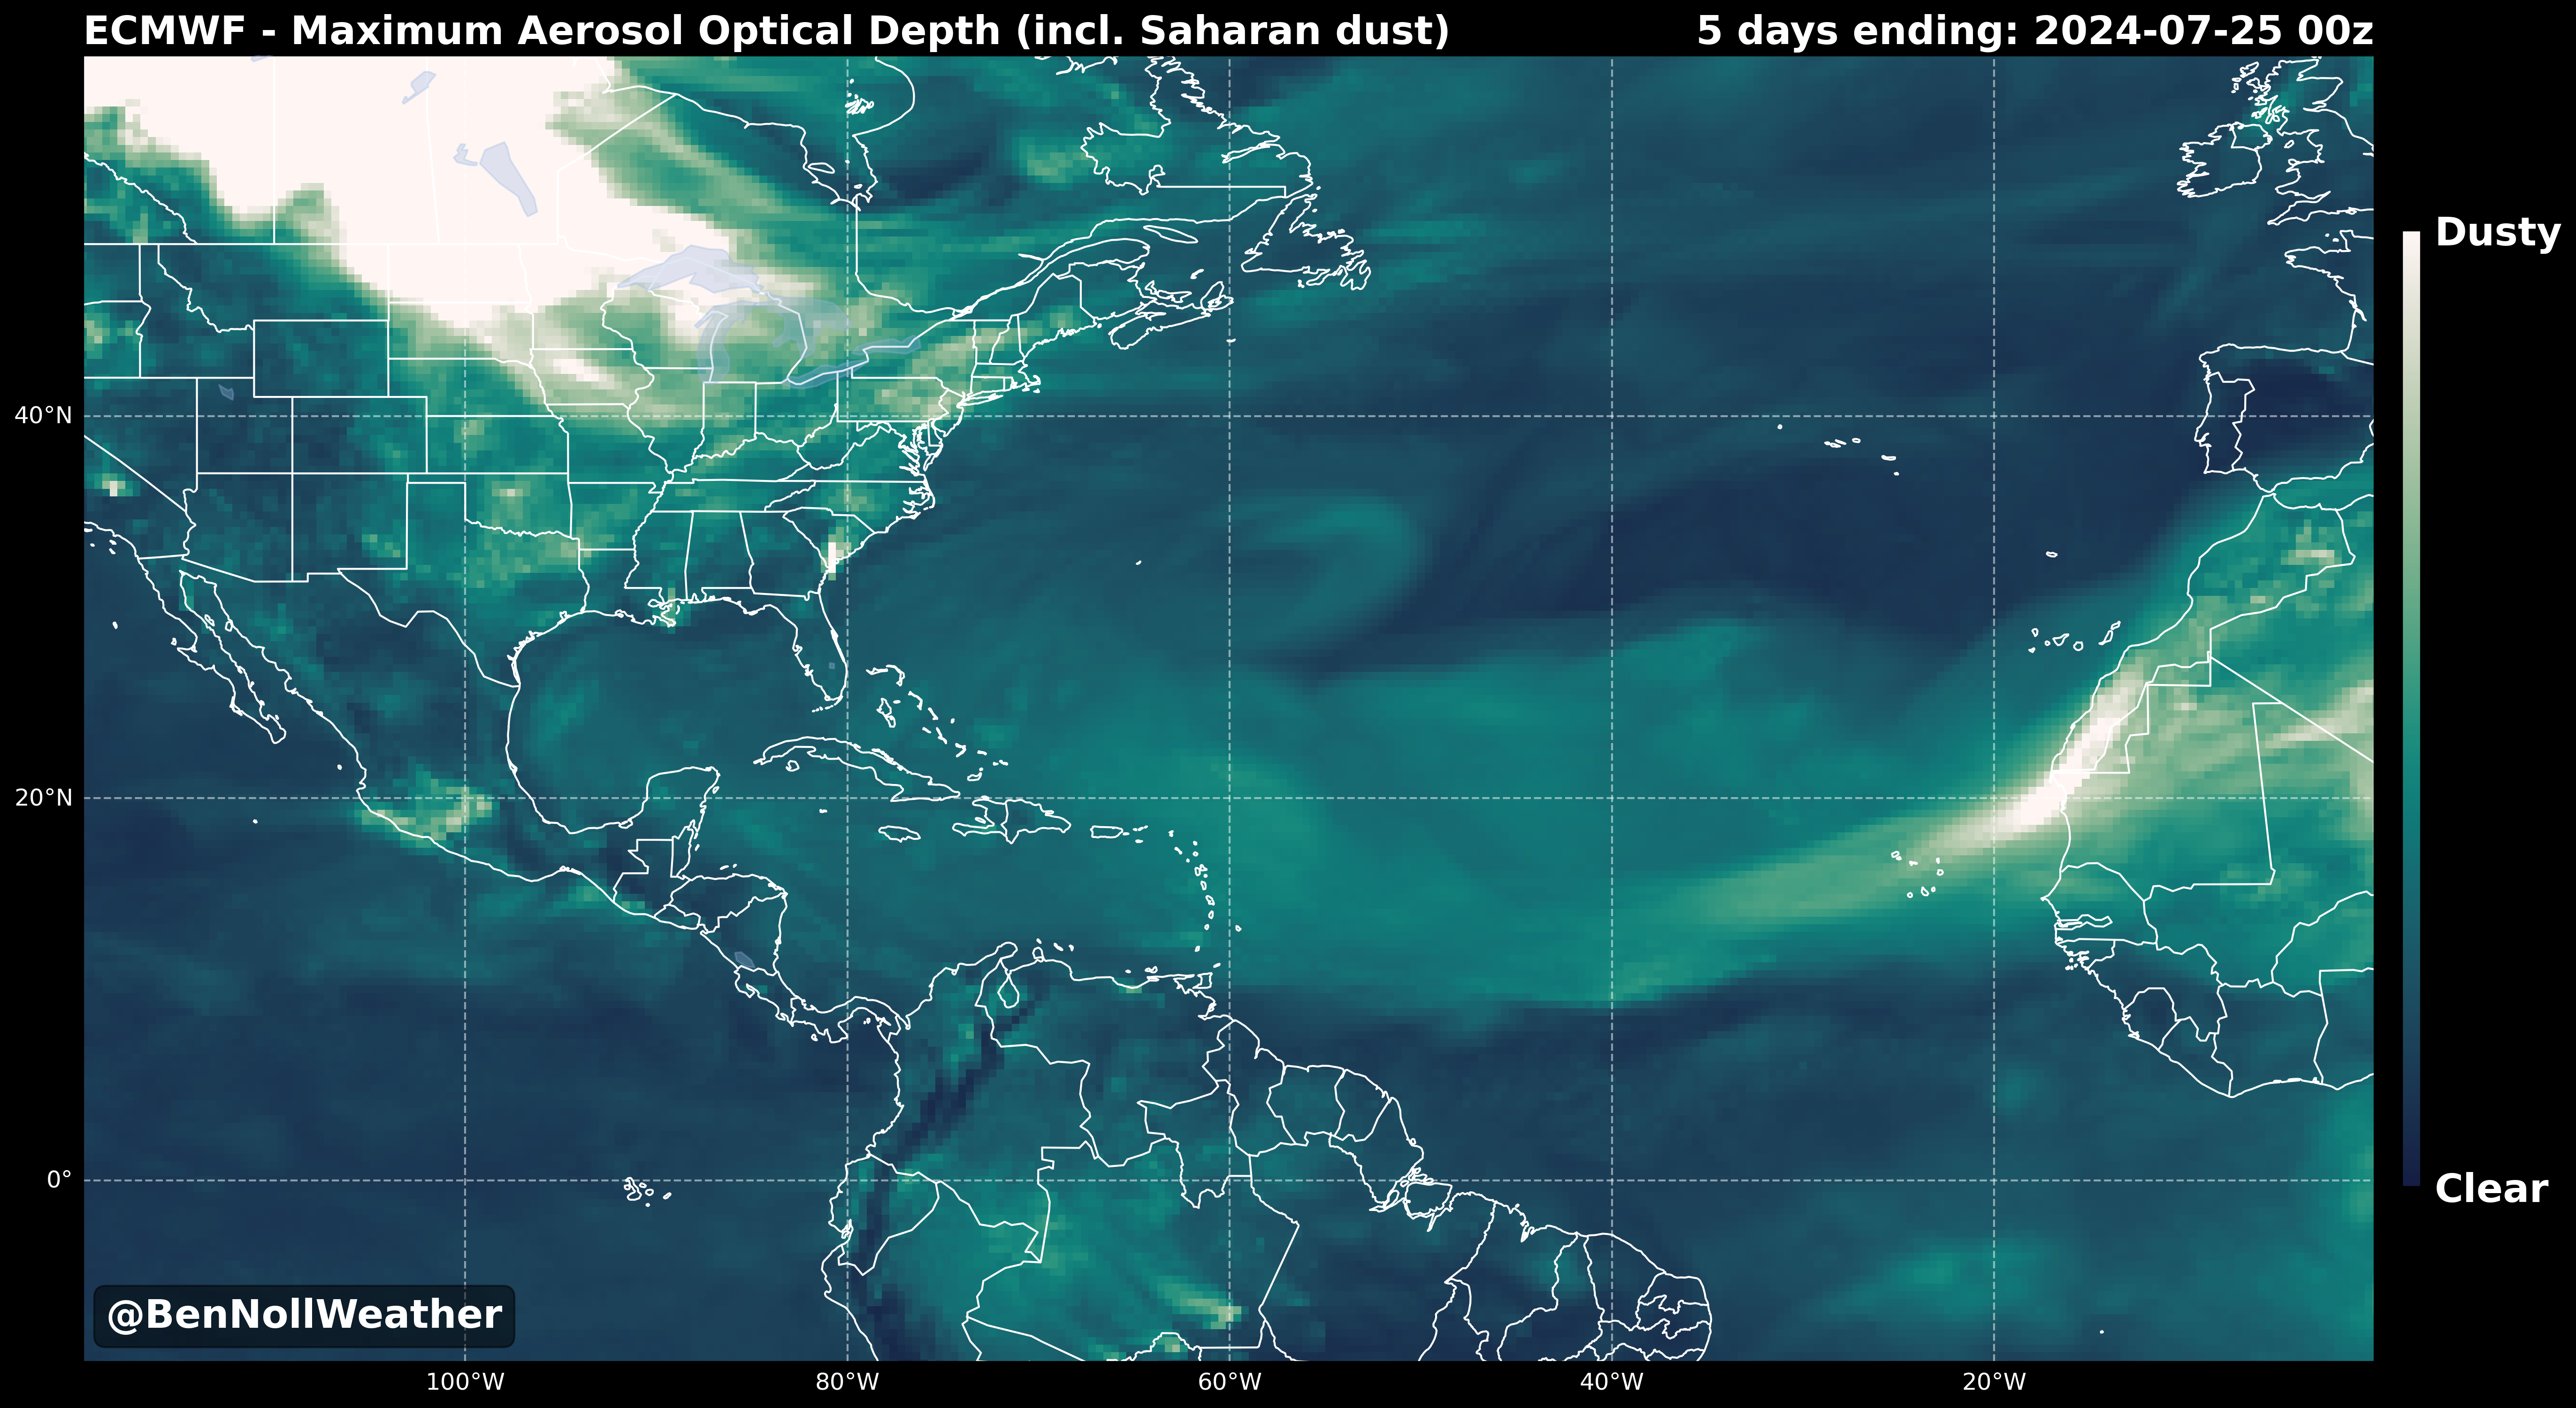 ECMWF - Maximum Aerosol Optical Depth (incl. Saharan dust)
5 days ending: 2024-07-25 00z
Dusty
40°N
20°N
0°
Clear
@BenNollWeather
100°W
80°W
60°W
40°W
20°W